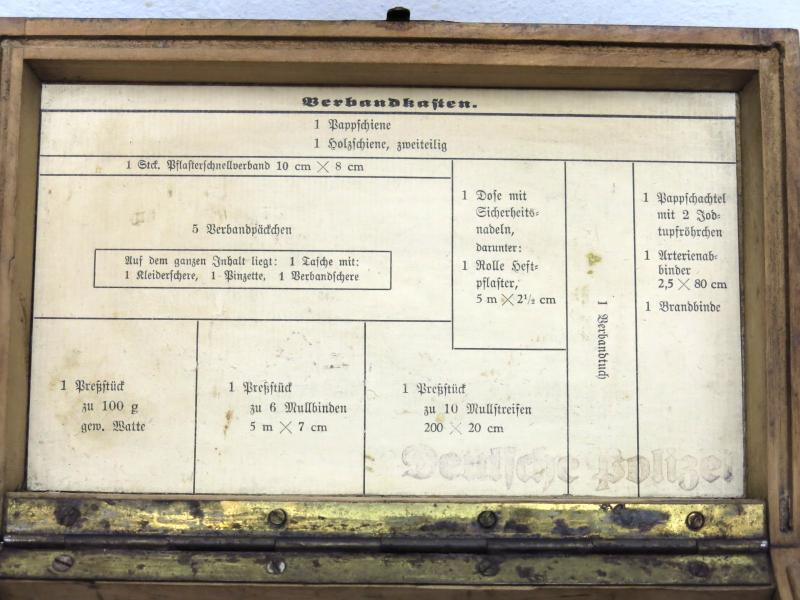 Verbandkasten.
1 Pappschiene
1 Holzschiene, zweiteilig
1 Stck. Pflasterschnellverband 10 cm × 8 cm
5 Verbandpäckchen
Auf dem ganzen Inhalt liegt: 1 Tasche mit:
1 Kleiderschere, 1 Pinzette, 1 Verbandschere
1 Dose mit
Sicherheits-
nadeln,
darunter:
1 Rolle Heft-
pflaster,
5 m × 2½ cm
1 Verbandtuch
1 Pappschachtel
mit 2 Jod-
tupfröhrchen
1 Arterienab-
binder
2,5 × 80 cm
1 Brandbinde
1 Preßstück
zu 100 g
gew. Watte
1 Preßstück
zu 6 Mullbinden
5 m × 7 cm
1 Preßstück
zu 10 Mullstreifen
200 × 20 cm
Deutsche Polizei